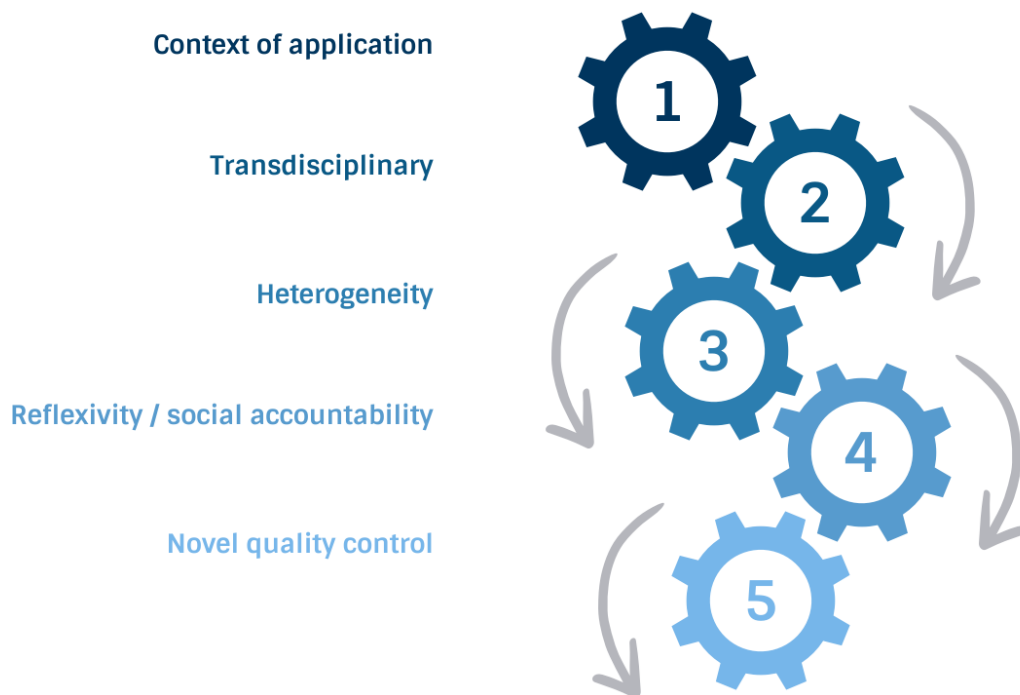 Context of application
1
Transdisciplinary
2
Heterogeneity
3
Reflexivity / social accountability
4
Novel quality control
5